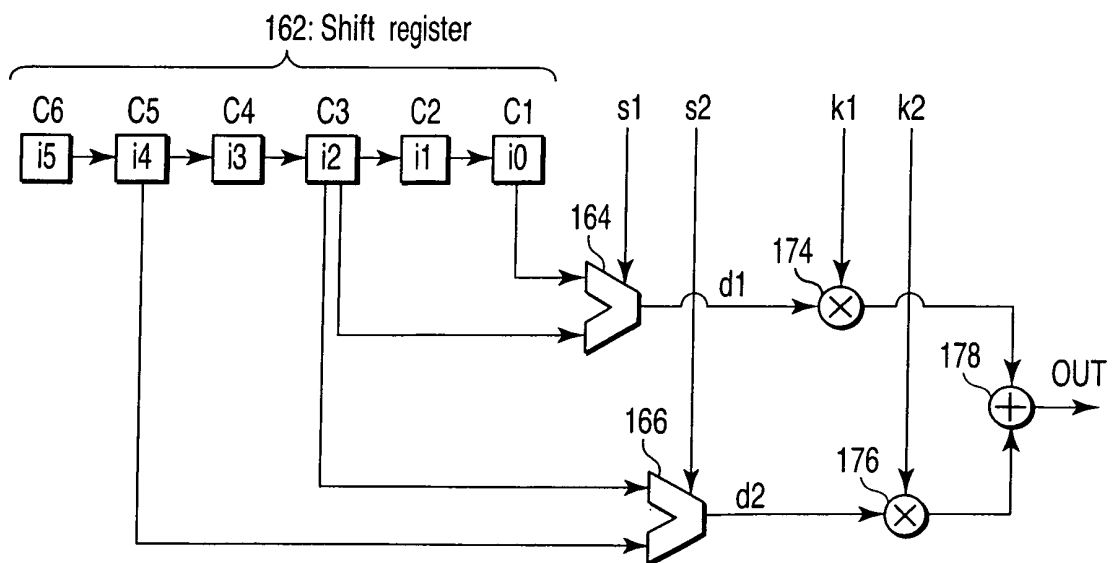 162: Shift register
C6 C5 C4 C3 C2 C1 s1 s2 k1 k2
i5 i4 i3 i2 i1 i0
164
174
d1
178
OUT
166
176
d2